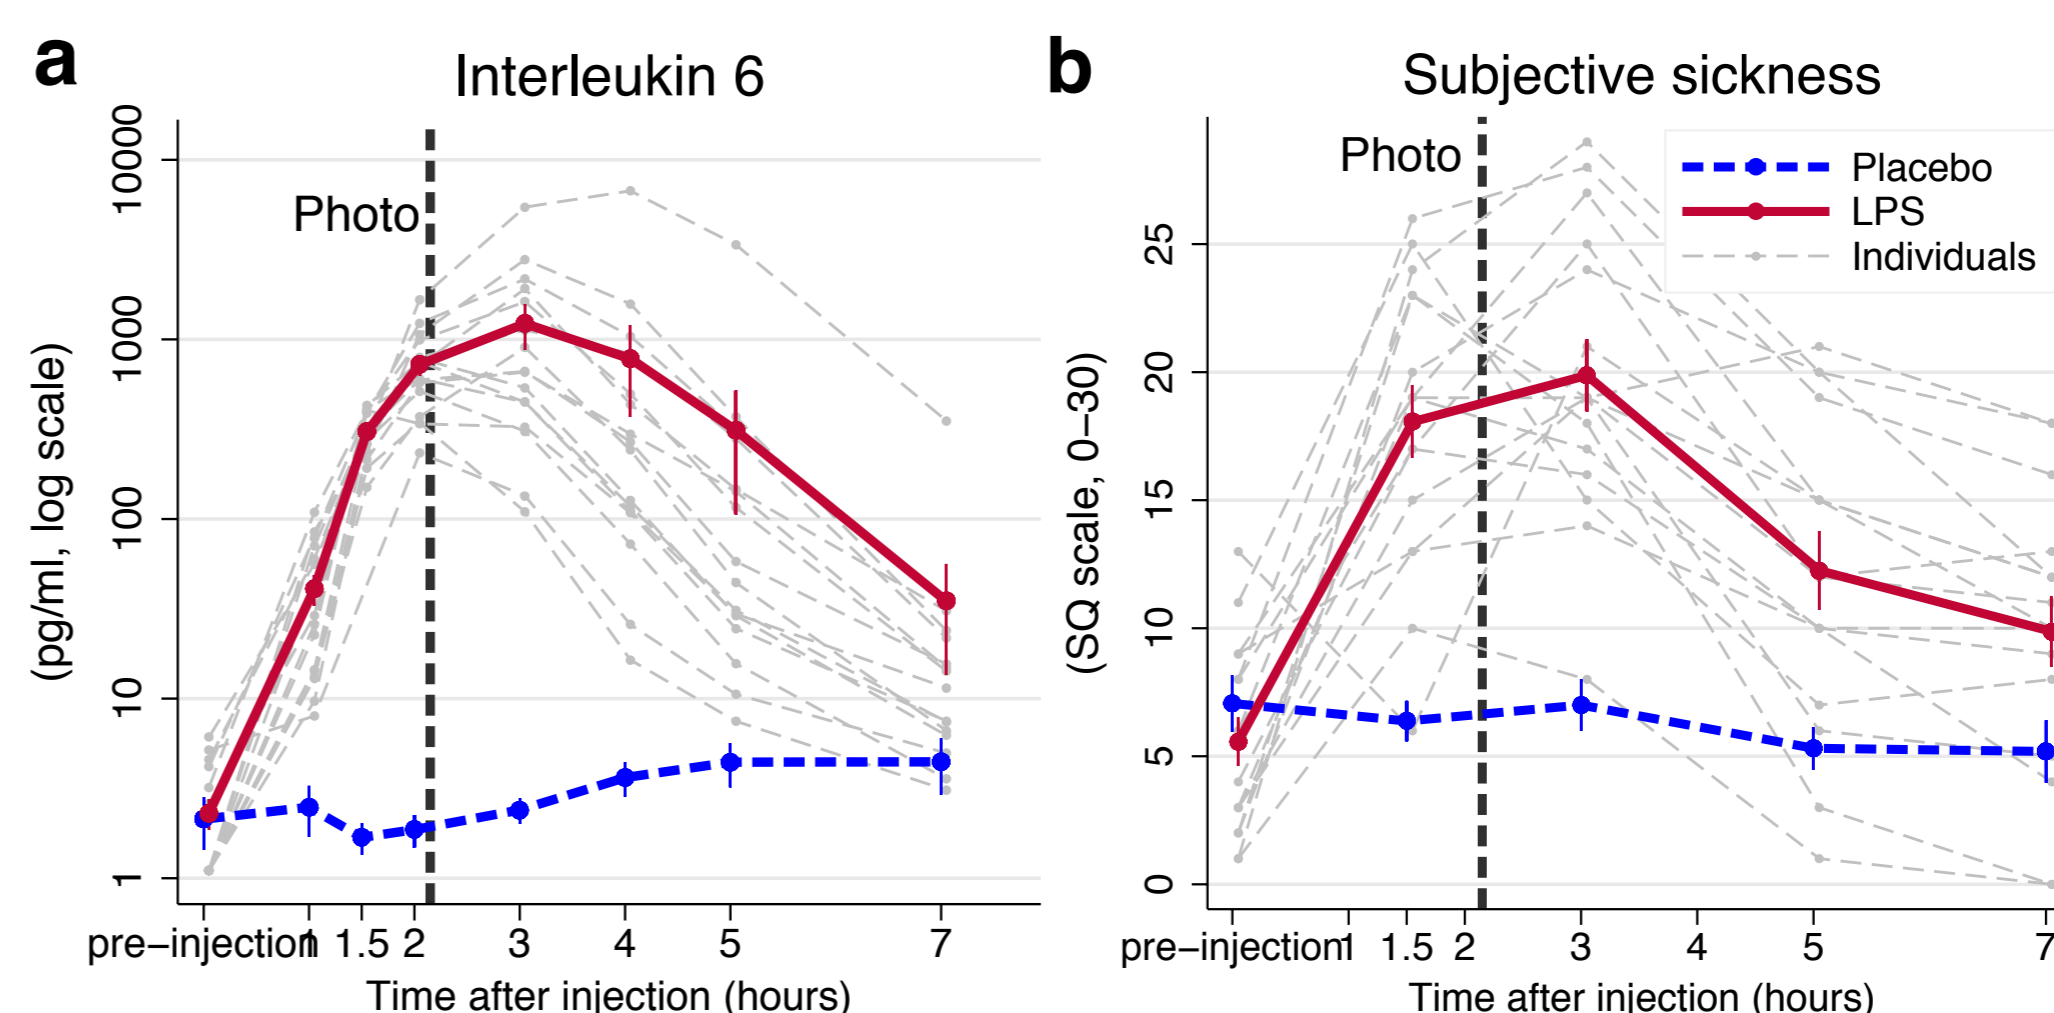 a
Interleukin 6
(pg/ml, log scale)
10000
1000
100
10
1
Photo
pre−injection 1 1.5 2 3 4 5 7
Time after injection (hours)
b
Subjective sickness
(SQ scale, 0−30)
25
20
15
10
5
0
Photo
Placebo
LPS
Individuals
pre−injection 1 1.5 2 3 4 5 7
Time after injection (hours)